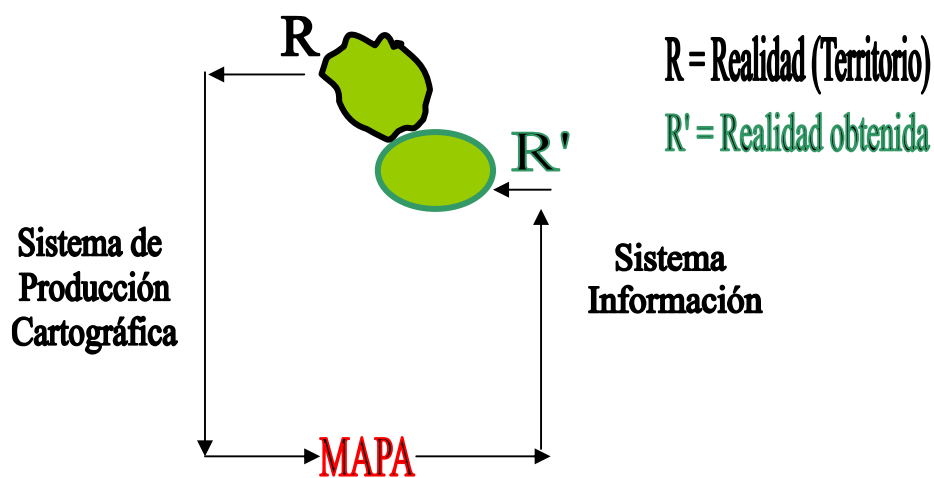 R
R = Realidad (Territorio)
R' = Realidad obtenida
R'
Sistema de
Producción
Cartográfica
Sistema
Información
MAPA